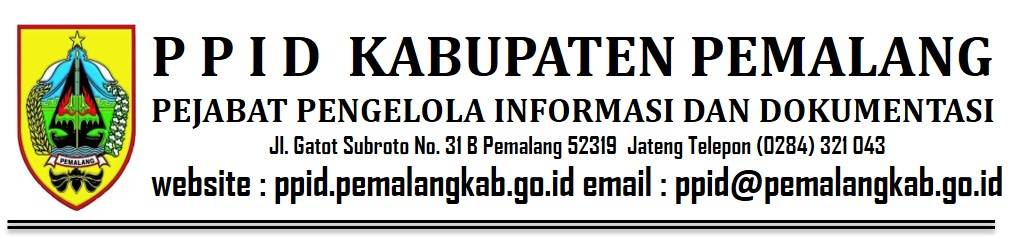 P P I D KABUPATEN PEMALANG
PEJABAT PENGELOLA INFORMASI DAN DOKUMENTASI
Jl. Gatot Subroto No. 31 B Pemalang 52319 Jateng Telepon (0284) 321 043
website : ppid.pemalangkab.go.id email : ppid@pemalangkab.go.id
PEMALANG